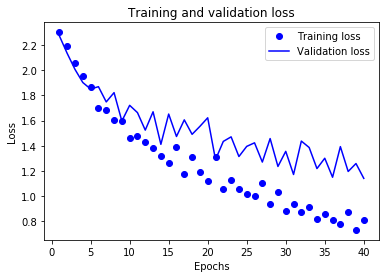 Training and validation loss
Training loss
Validation loss
2.2
2.0
1.8
1.6
1.4
1.2
1.0
0.8
Loss
0 5 10 15 20 25 30 35 40
Epochs